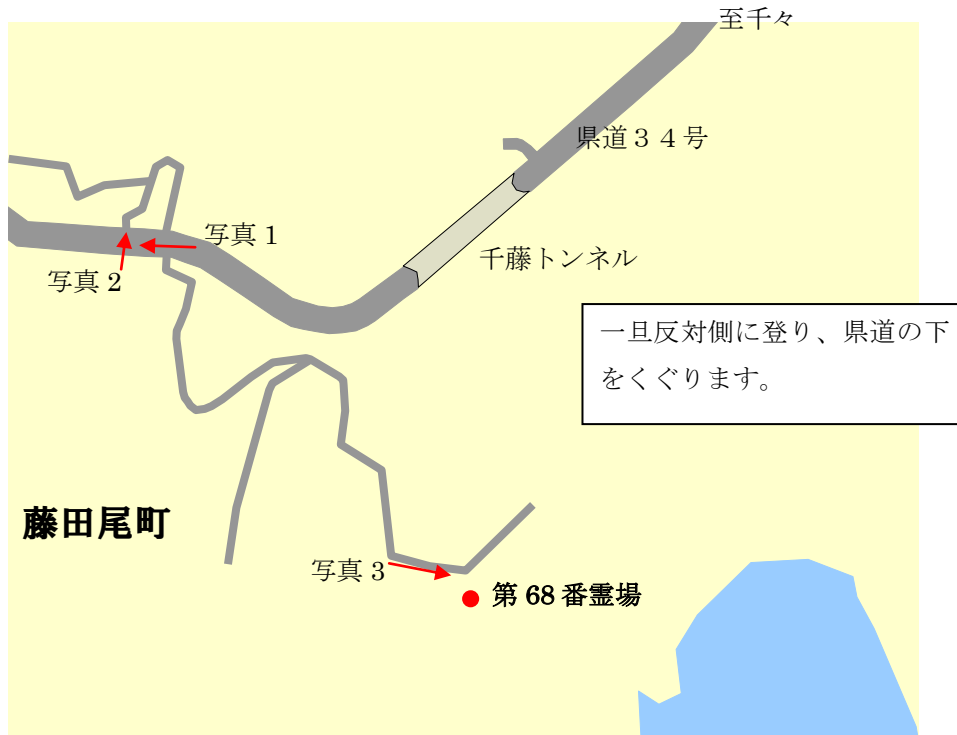 至千々
県道３４号
写真 1
千藤トンネル
写真 2
一旦反対側に登り、県道の下
をくぐります。
藤田尾町
写真 3
第 68 番霊場